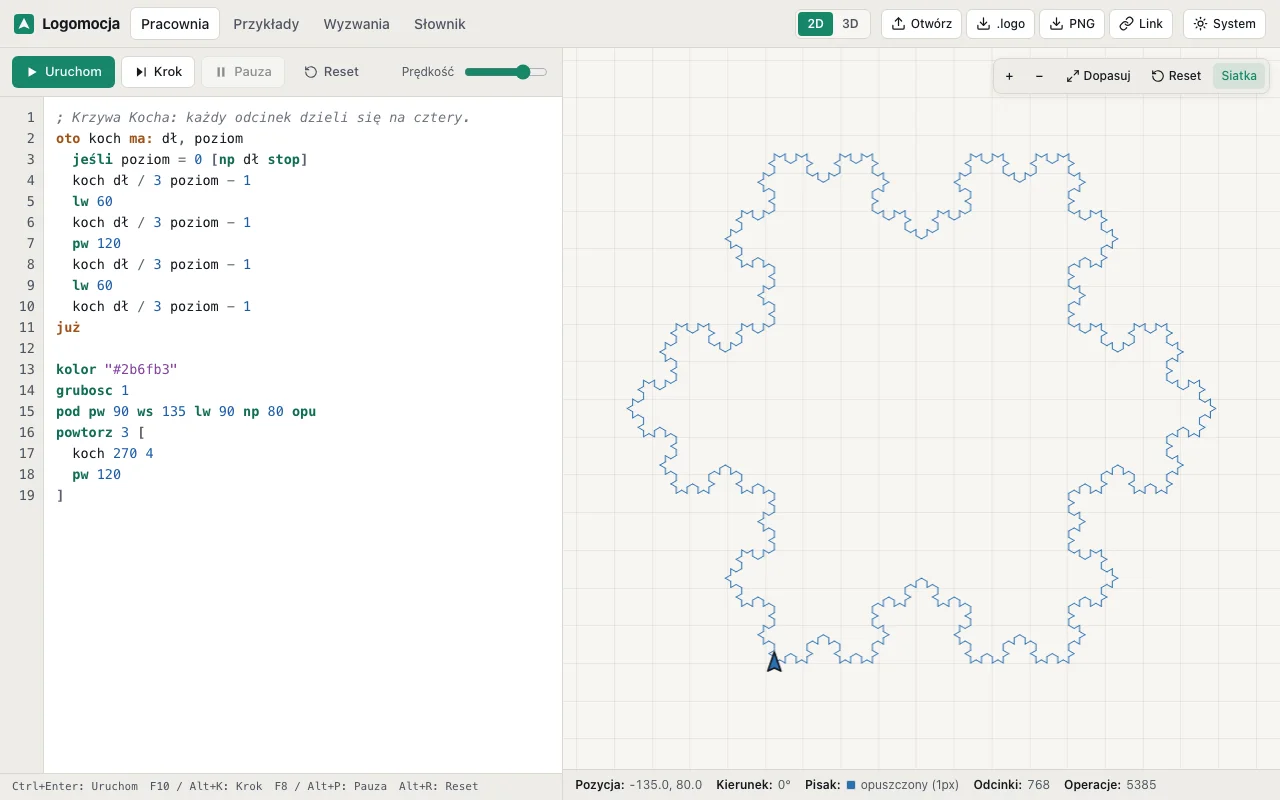 Logomocja Pracownia Przykłady Wyzwania Słownik 2D 3D Otwórz .logo PNG Link System
Uruchom Krok Pauza Reset Prędkość
+ − Dopasuj Reset Siatka
1 ; Krzywa Kocha: każdy odcinek dzieli się na cztery.
2 oto koch ma: dł, poziom
3 jeśli poziom = 0 [np dł stop]
4 koch dł / 3 poziom − 1
5 lw 60
6 koch dł / 3 poziom − 1
7 pw 120
8 koch dł / 3 poziom − 1
9 lw 60
10 koch dł / 3 poziom − 1
11 już
12
13 kolor "#2b6fb3"
14 grubosc 1
15 pod pw 90 ws 135 lw 90 np 80 opu
16 powtorz 3 [
17 koch 270 4
18 pw 120
19 ]
Ctrl+Enter: Uruchom F10 / Alt+K: Krok F8 / Alt+P: Pauza Alt+R: Reset
Pozycja: -135.0, 80.0 Kierunek: 0° Pisak: opuszczony (1px) Odcinki: 768 Operacje: 5385